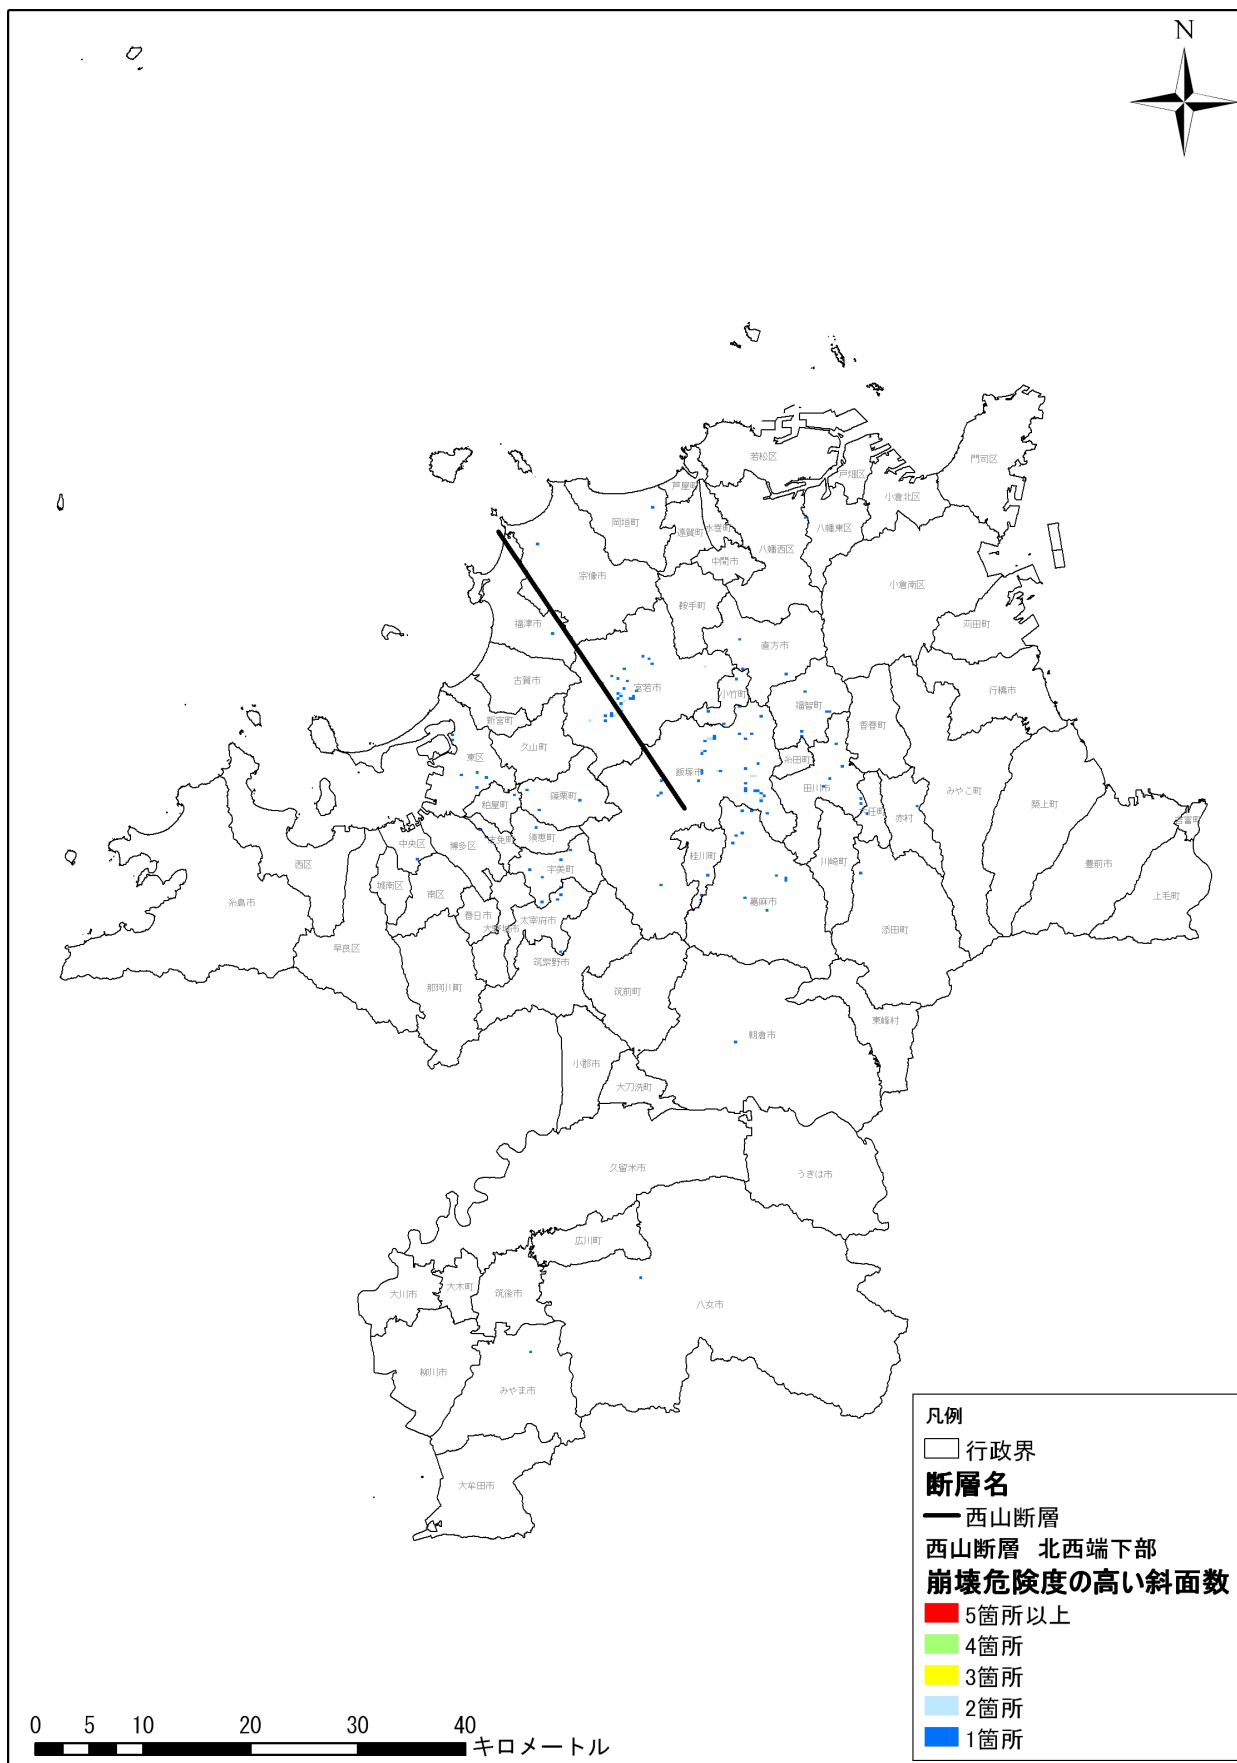 N
若松区
門司区
戸畑区
小倉北区
芦屋町
岡垣町
遠賀町
水巻町
八幡西区
八幡東区
中間市
宗像市
小倉南区
鞍手町
苅田町
福津市
直方市
古賀市
宮若市
小竹町
行橋市
福智町
新宮町
香春町
久山町
東区
飯塚市
糸田町
田川市
みやこ町
篠栗町
粕屋町
築上町
赤村
須恵町
中央区
博多区
桂川町
川崎町
豊前市
宇美町
西区
城南区
南区
嘉麻市
上毛町
糸島市
春日市
太宰府市
大野城市
添田町
早良区
筑紫野市
那珂川町
筑前町
東峰村
朝倉市
小郡市
大刀洗町
久留米市
うきは市
広川町
大川市
大木町
筑後市
八女市
柳川市
みやま市
大牟田市
凡例
行政界
断層名
西山断層
西山断層 北西端下部
崩壊危険度の高い斜面数
5箇所以上
4箇所
3箇所
2箇所
1箇所
0 5 10 20 30 40
キロメートル